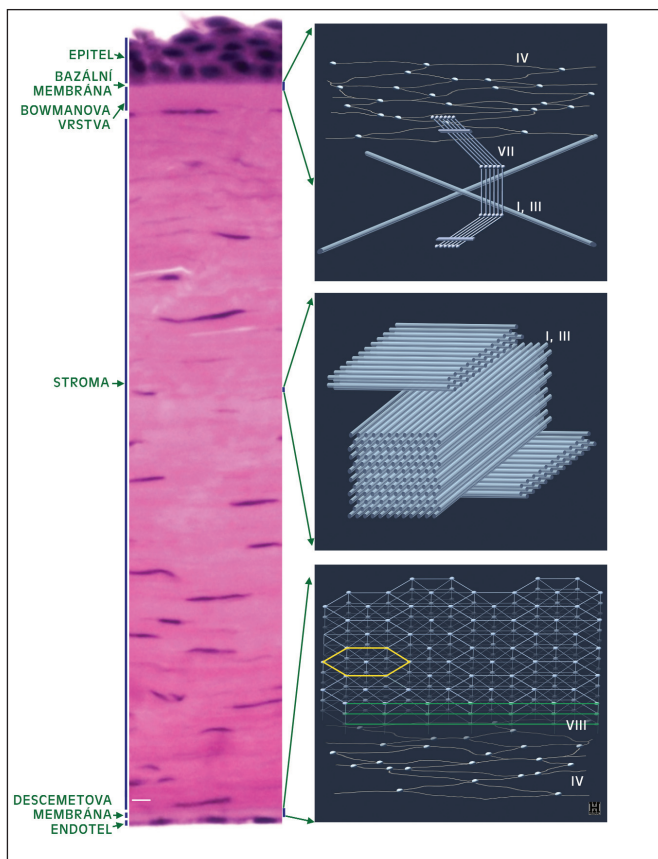 EPITEL
BAZÁLNÍ
MEMBRÁNA
BOWMANOVA
VRSTVA
STROMA
DESCEMETOVA
MEMBRÁNA
ENDOTEL
IV
VII
I, III
I, III
VIII
IV